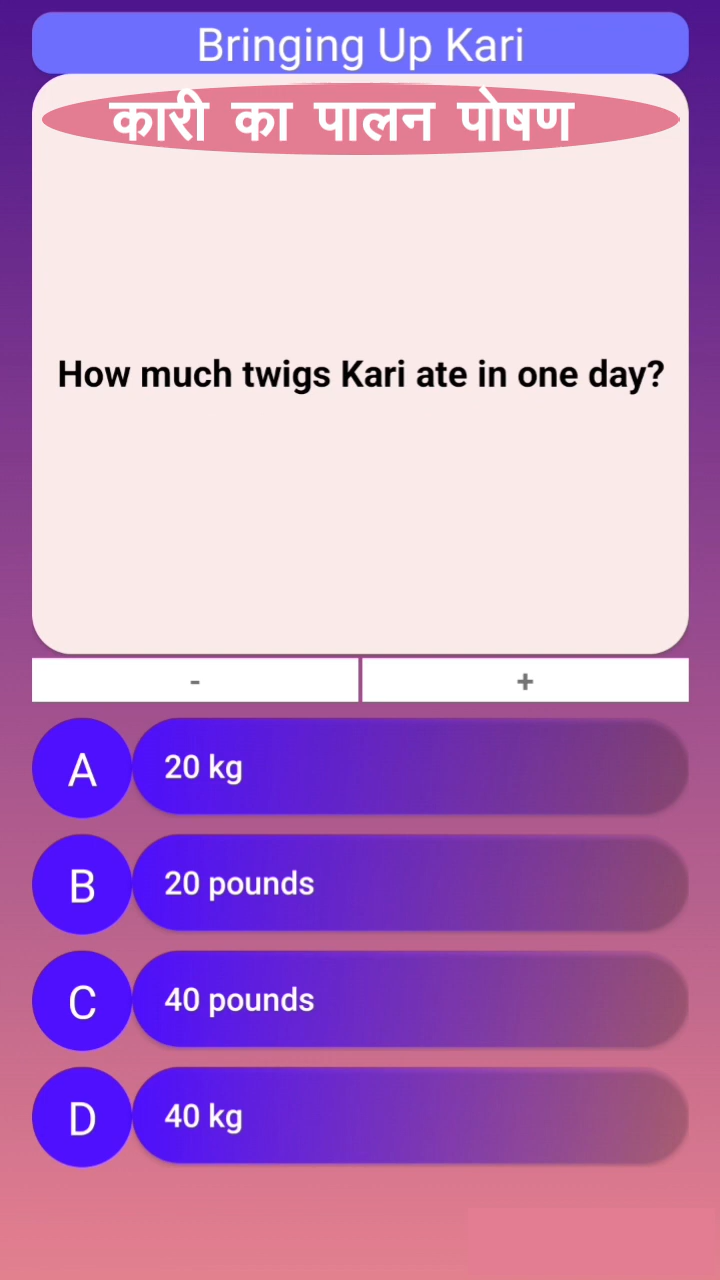 Bringing Up Kari
कारी का पालन पोषण
How much twigs Kari ate in one day?
- +
A 20 kg
B 20 pounds
C 40 pounds
D 40 kg